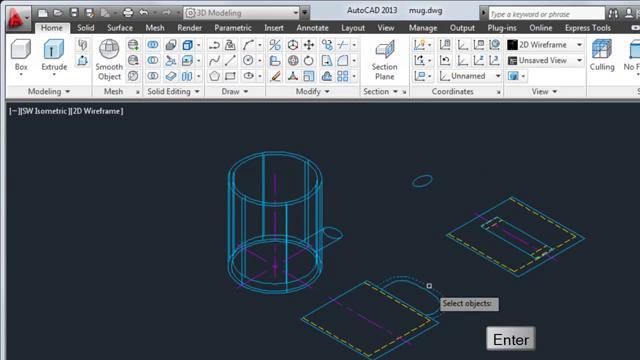 3D Modeling
AutoCAD 2013 mug.dwg
Type a keyword or phrase
Home Solid Surface Mesh Render Parametric Insert Annotate View Manage Output Plug-ins Online Express Tools
Box
Extrude
Smooth
Object
Section
Plane
2D Wireframe
Unsaved View
Unnamed
Culling
No F
Modeling
Mesh
Solid Editing
Draw
Modify
Section
Coordinates
View
[−][SW Isometric][2D Wireframe]
Select objects:
Enter